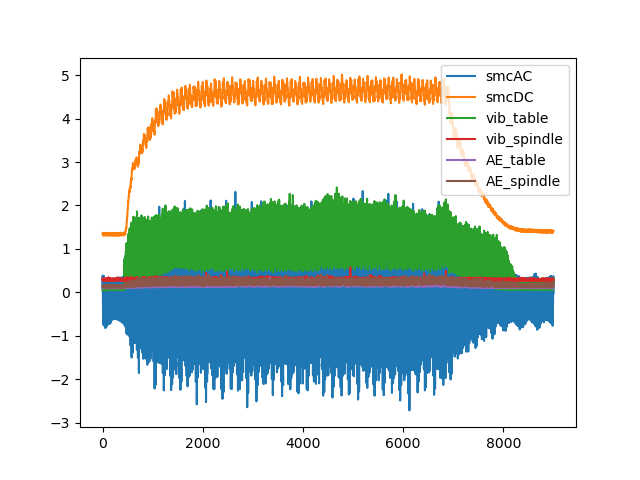 smcAC
smcDC
vib_table
vib_spindle
AE_table
AE_spindle
5
4
3
2
1
0
−1
−2
−3
0 2000 4000 6000 8000